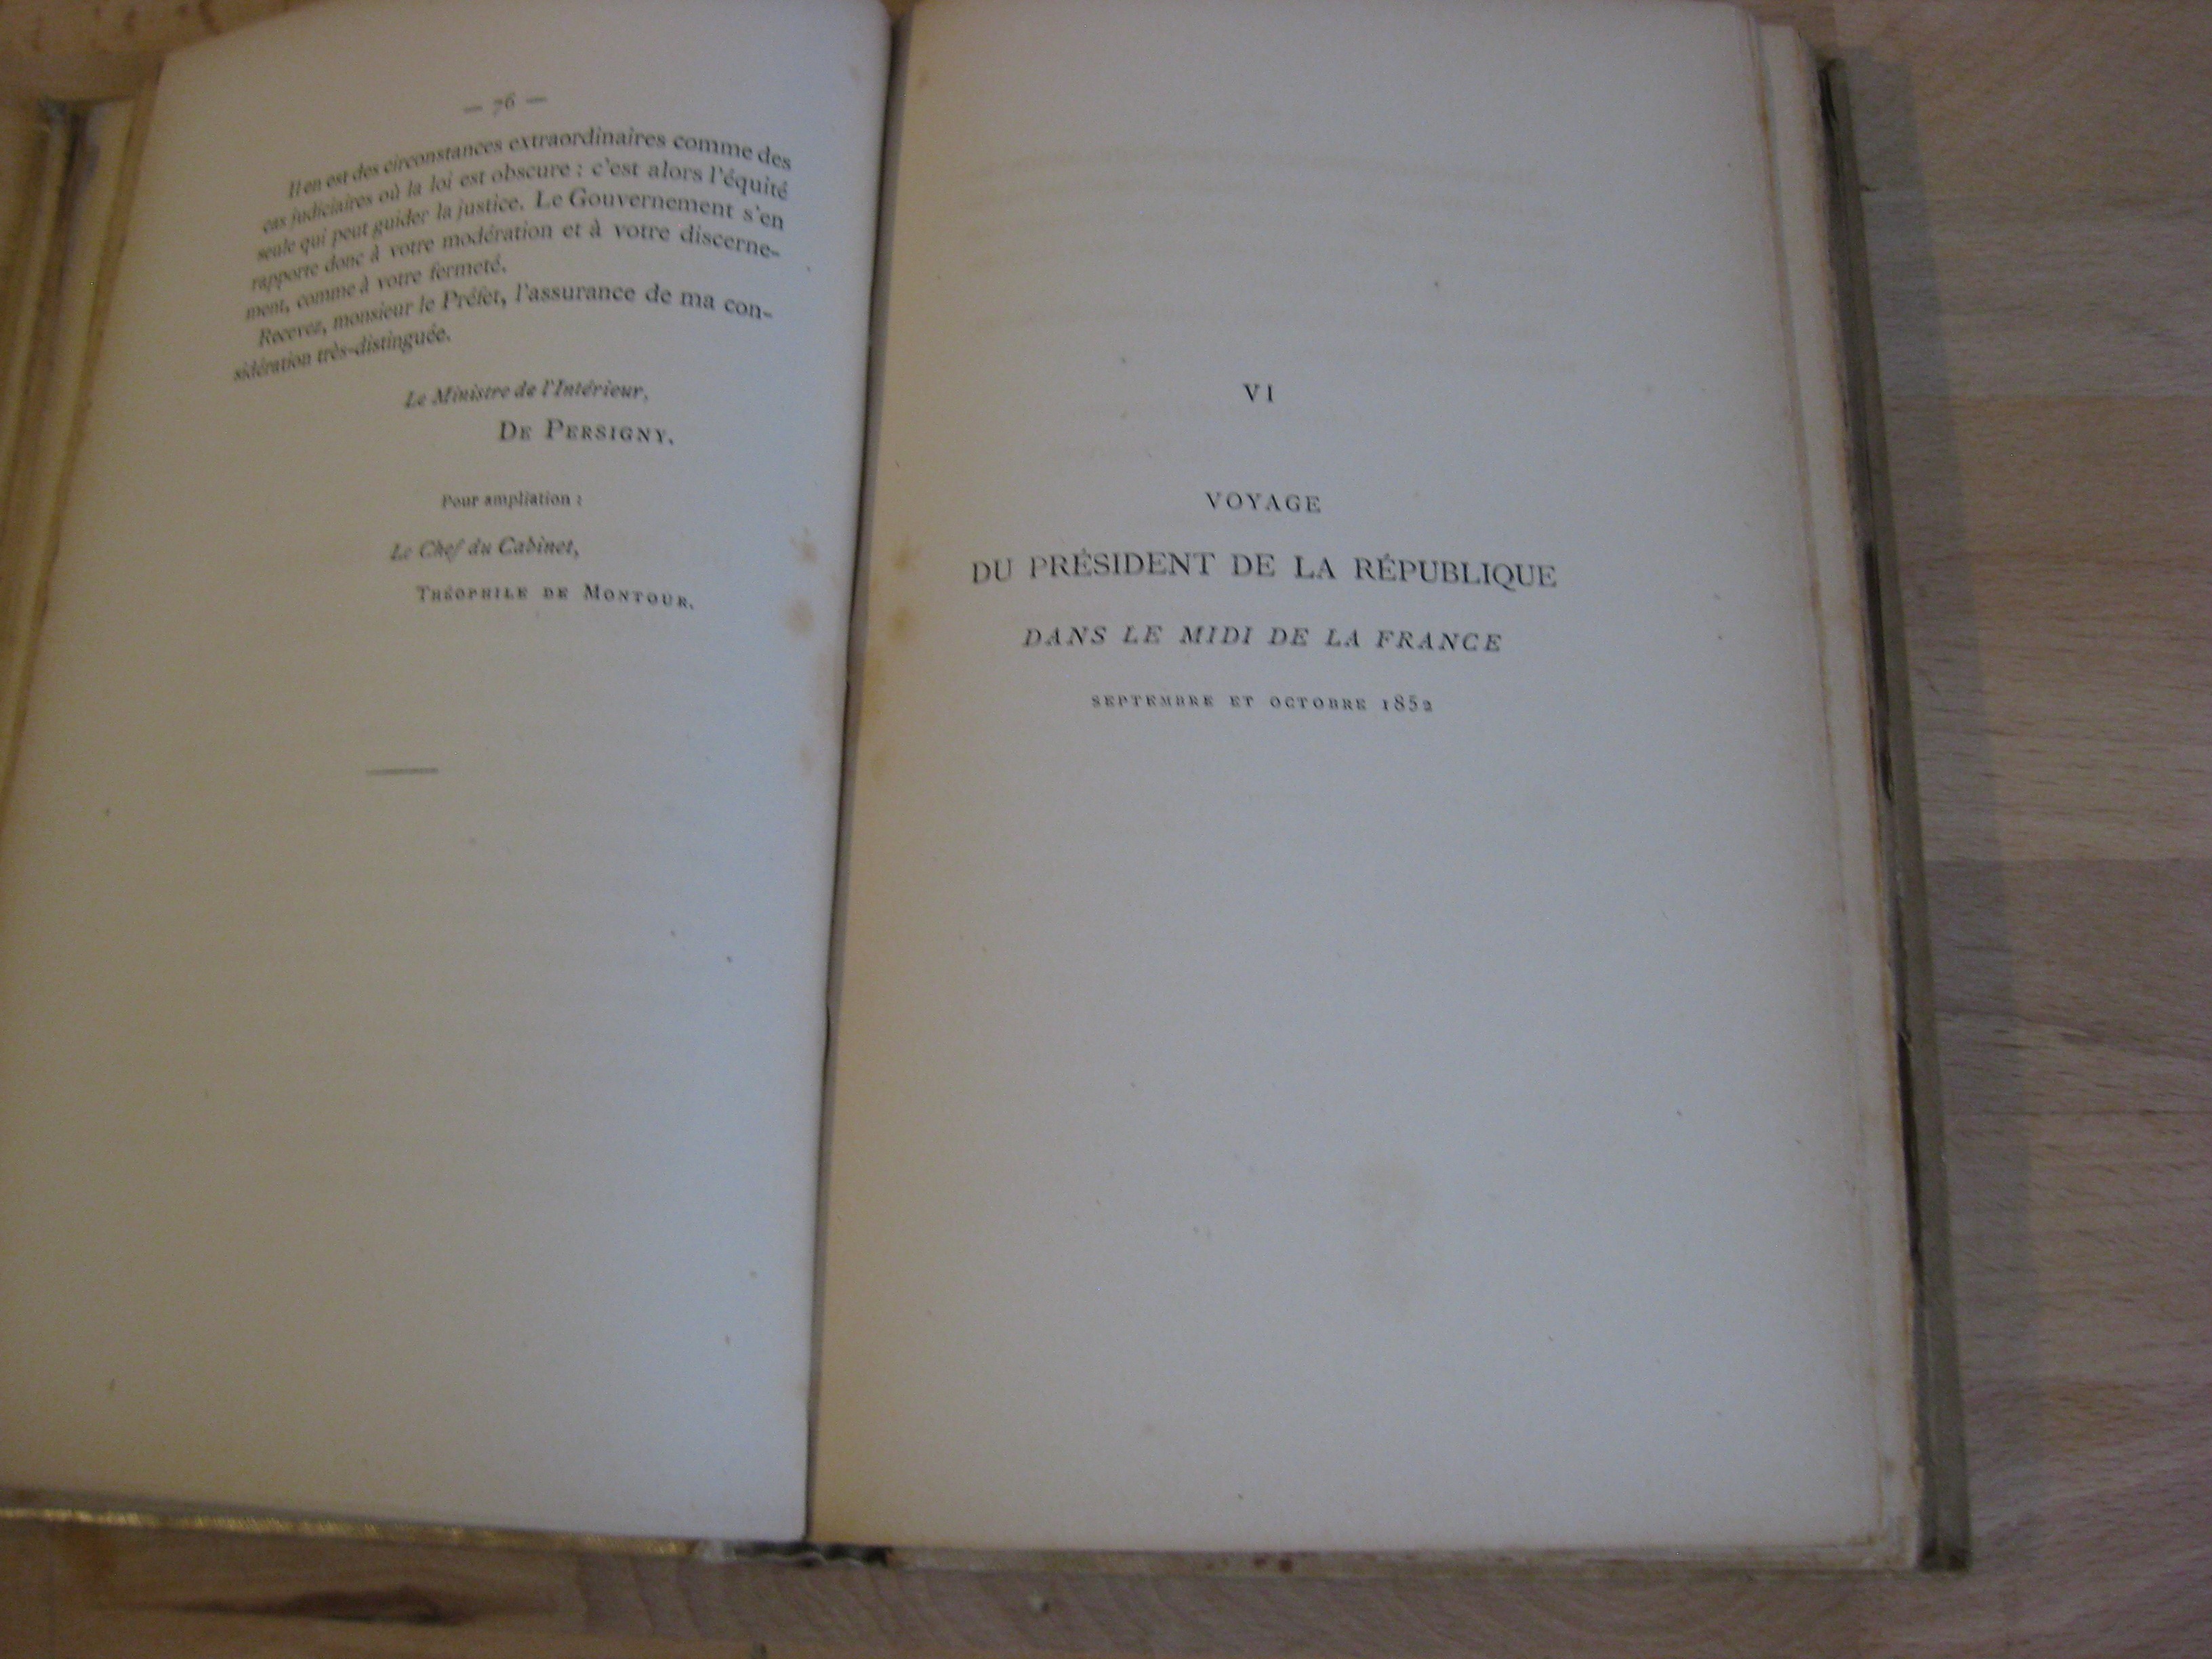 — 76 —
Il en est des circonstances extraordinaires comme des
cas judiciaires où la loi est obscure : c'est alors l'équité
seule qui peut guider la justice. Le Gouvernement s'en
rapporte donc à votre modération et à votre discerne-
ment, comme à votre fermeté.
Recevez, monsieur le Préfet, l'assurance de ma con-
sidération très-distinguée.
Le Ministre de l'Intérieur,
DE PERSIGNY.
Pour ampliation :
Le Chef du Cabinet,
THÉOPHILE DE MONTOUR.
VI
VOYAGE
DU PRÉSIDENT DE LA RÉPUBLIQUE
DANS LE MIDI DE LA FRANCE
SEPTEMBRE ET OCTOBRE 1852